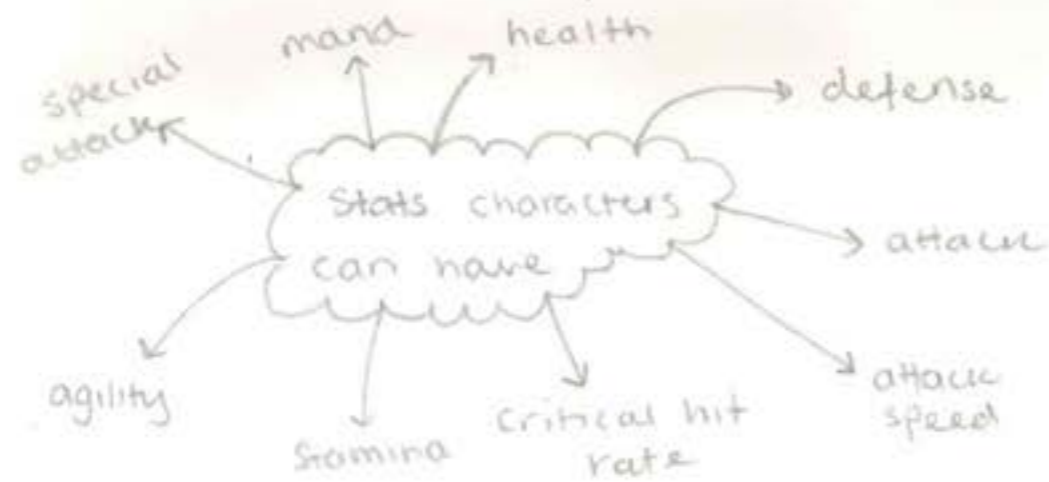 mana
health
special
attack
defense
Stats characters
can have
attack
agility
attack
speed
stamina
critical hit
rate